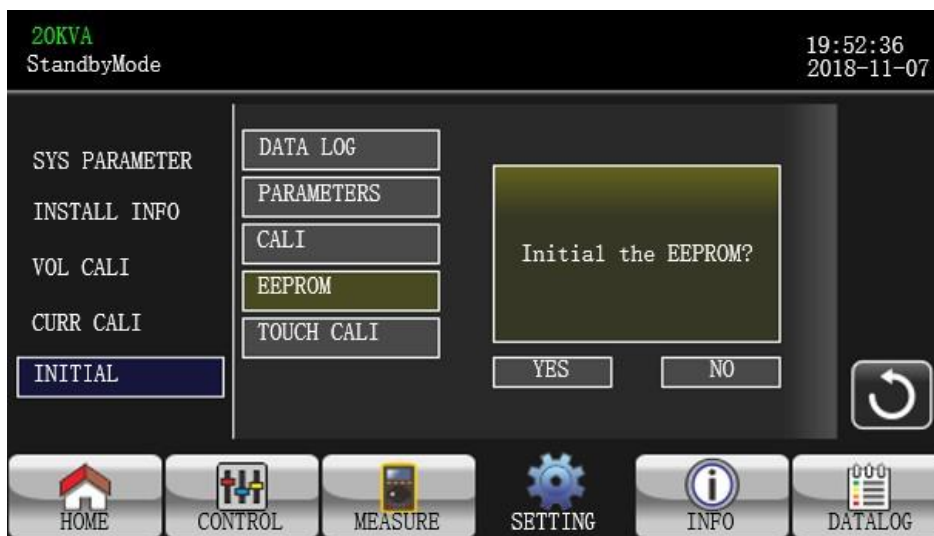 20KVA
StandbyMode
19:52:36
2018-11-07
SYS PARAMETER
INSTALL INFO
VOL CALI
CURR CALI
INITIAL
DATA LOG
PARAMETERS
CALI
EEPROM
TOUCH CALI
Initial the EEPROM?
YES
NO
HOME
CONTROL
MEASURE
SETTING
INFO
DATALOG